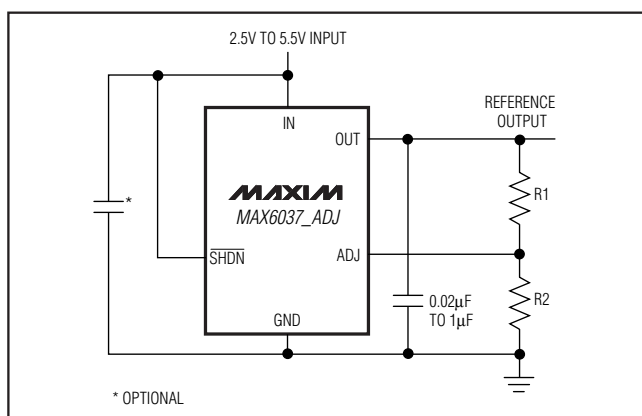 2.5V TO 5.5V INPUT
REFERENCE
OUTPUT
IN
OUT
R1
MAXIM
MAX6037_ADJ
*
SHDN
ADJ
0.02µF
TO 1µF
R2
GND
* OPTIONAL